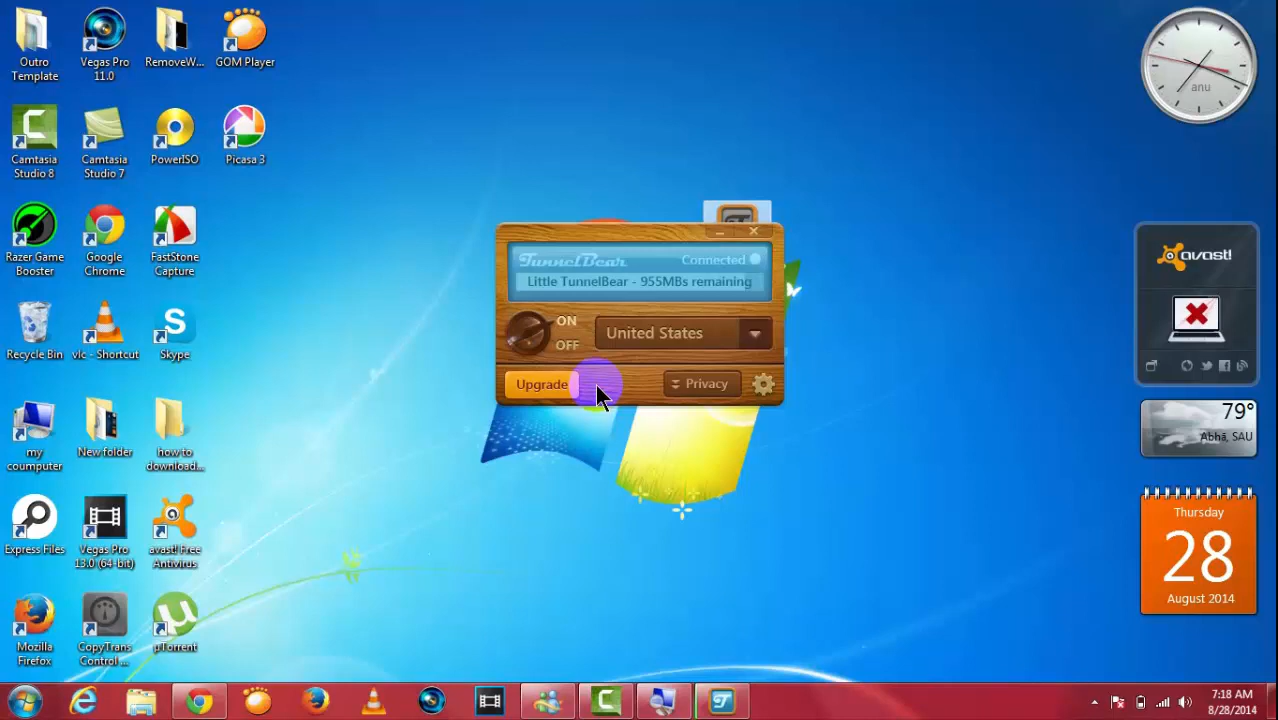 Outro
Template
Vegas Pro
11.0
RemoveW...
GOM Player
Camtasia
Studio 8
Camtasia
Studio 7
PowerISO
Picasa 3
Razer Game
Booster
Google
Chrome
FastStone
Capture
Recycle Bin
vlc - Shortcut
Skype
my
coumputer
New folder
how to
download...
Express Files
Vegas Pro
13.0 (64-bit)
avast! Free
Antivirus
Mozilla
Firefox
CopyTrans
Control ...
µTorrent
TunnelBear
Connected
Little TunnelBear - 955MBs remaining
ON
OFF
United States
Upgrade
Privacy
anu
avast!
79°
Abhā, SAU
Thursday
28
August 2014
7:18 AM
8/28/2014